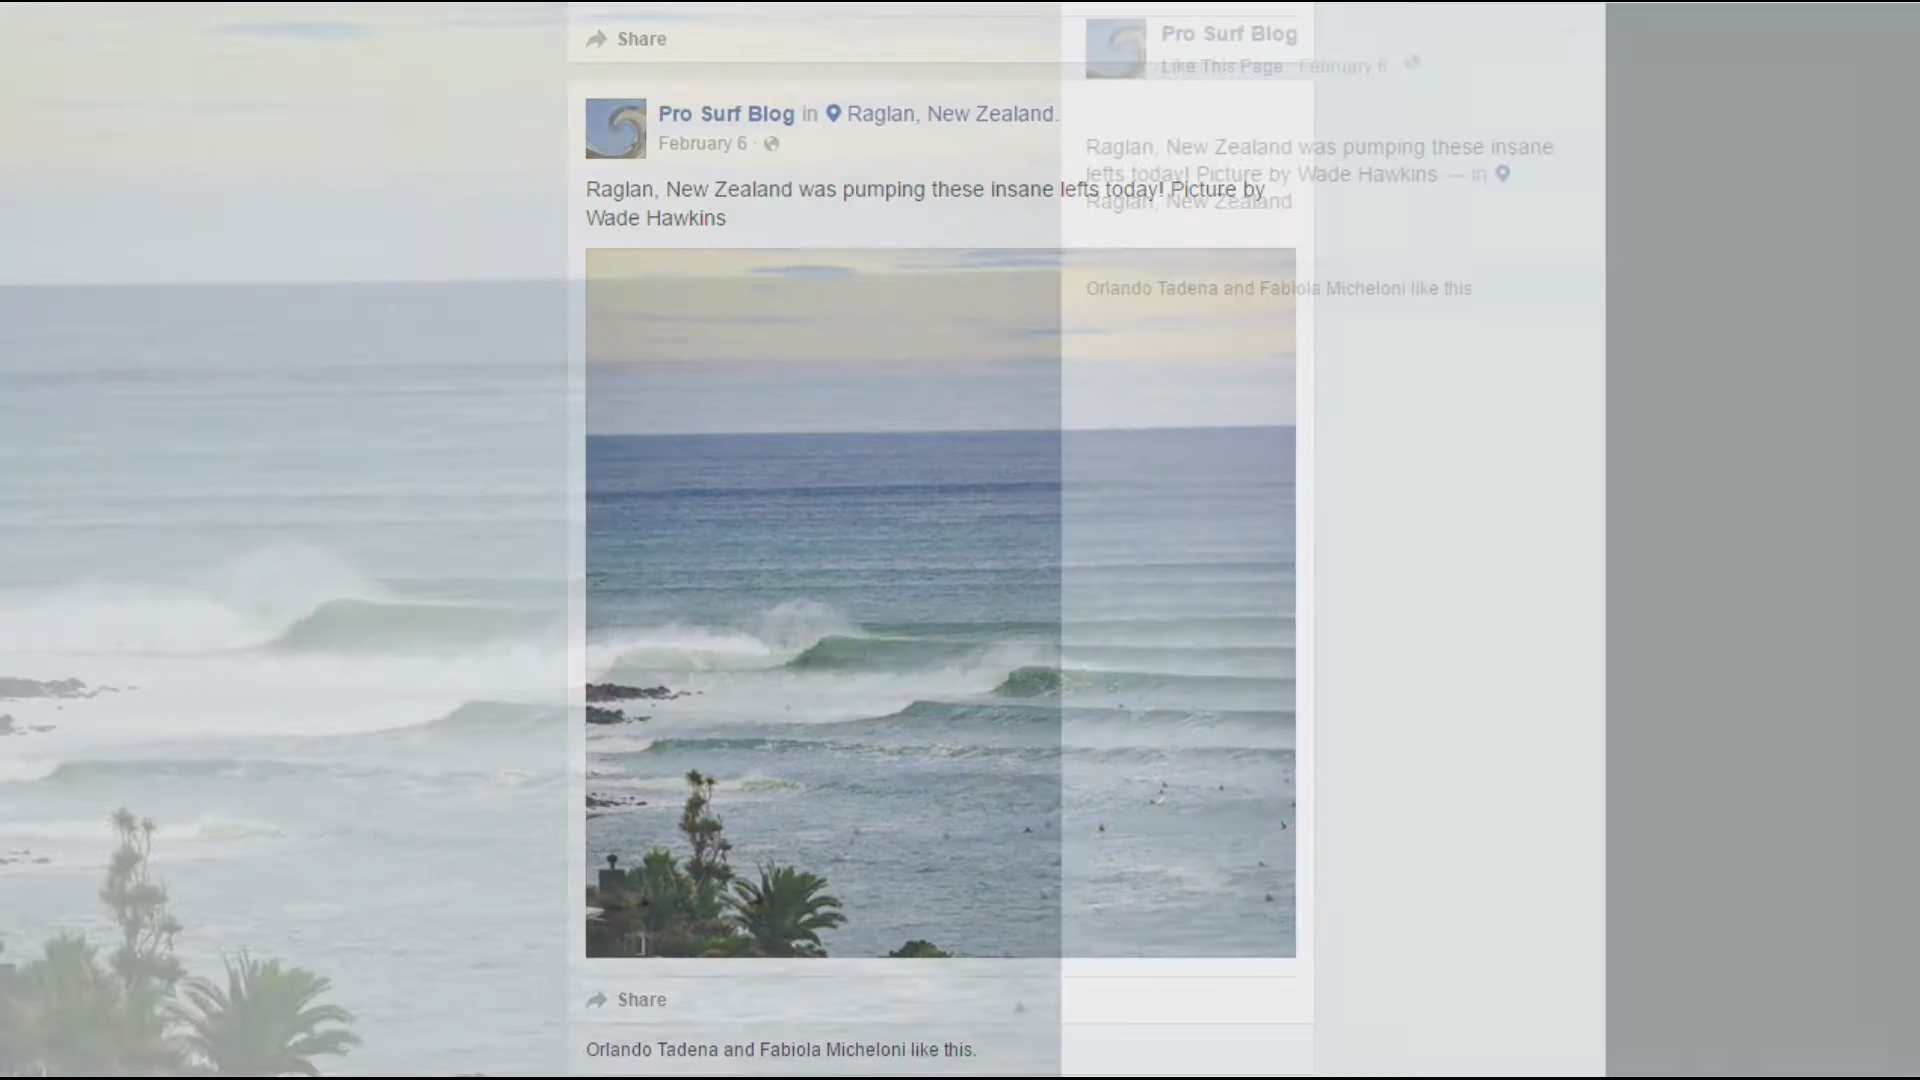 Share
Pro Surf Blog in Raglan, New Zealand.
February 6 ·
Raglan, New Zealand was pumping these insane lefts today! Picture by
Wade Hawkins
Share
Orlando Tadena and Fabiola Micheloni like this.
Pro Surf Blog
Like This Page · February 6
Raglan, New Zealand was pumping these insane
lefts today! Picture by Wade Hawkins — in
Raglan, New Zealand
Orlando Tadena and Fabiola Micheloni like this